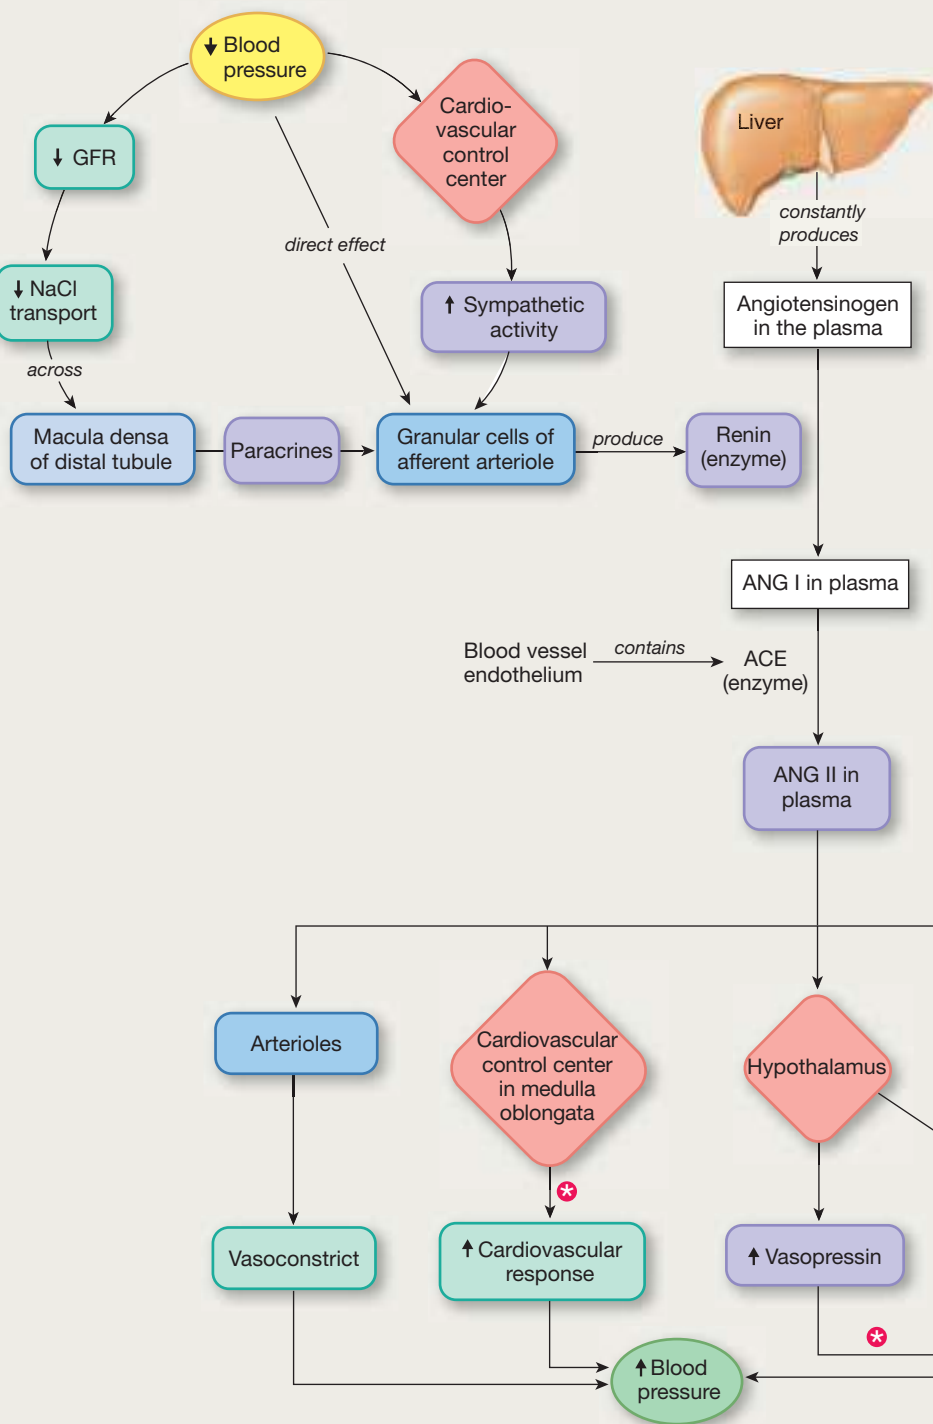 ↓ Blood
pressure
Cardio-
vascular
control
center
Liver
↓ GFR
constantly
produces
direct effect
↓ NaCl
transport
↑ Sympathetic
activity
Angiotensinogen
in the plasma
across
Macula densa
of distal tubule
Paracrines
Granular cells of
afferent arteriole
produce
Renin
(enzyme)
ANG I in plasma
Blood vessel
endothelium
contains
ACE
(enzyme)
ANG II in
plasma
Arterioles
Cardiovascular
control center
in medulla
oblongata
Hypothalamus
*
Vasoconstrict
↑ Cardiovascular
response
↑ Vasopressin
*
↑ Blood
pressure